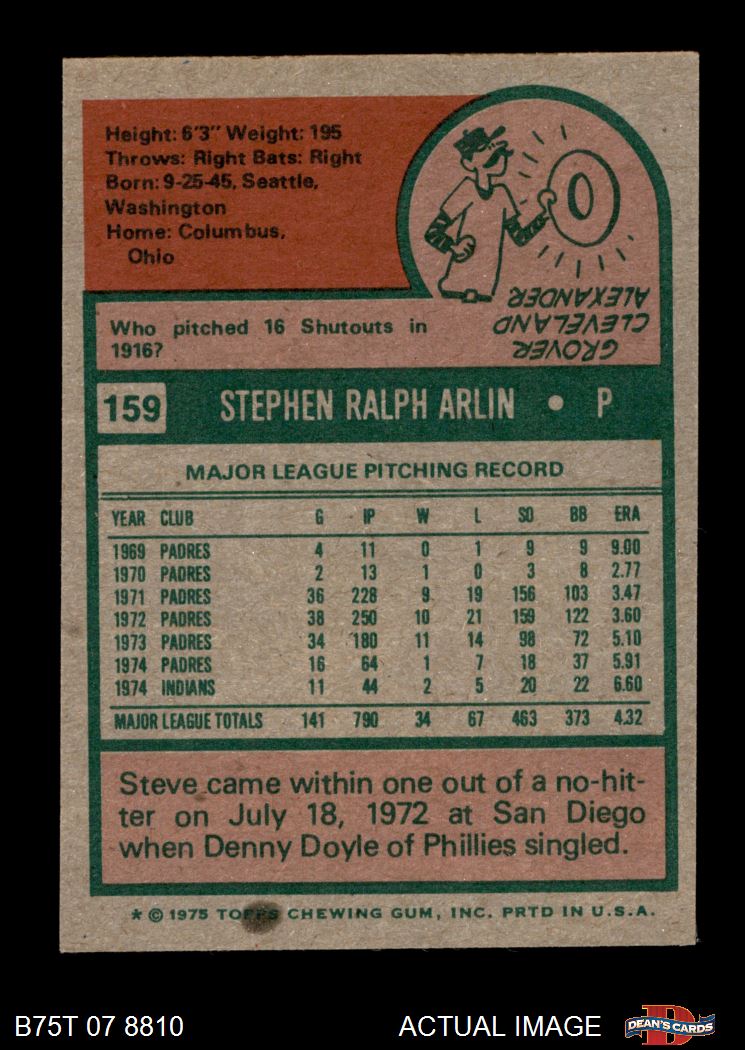 Height: 6'3" Weight: 195
Throws: Right Bats: Right
Born: 9-25-45, Seattle,
Washington
Home: Columbus,
Ohio
O
GROVER
CLEVELAND
ALEXANDER
Who pitched 16 Shutouts in
1916?
159 STEPHEN RALPH ARLIN • P
MAJOR LEAGUE PITCHING RECORD
YEAR CLUB G IP W L SO BB ERA
1969 PADRES 4 11 0 1 9 9 9.00
1970 PADRES 2 13 1 0 3 8 2.77
1971 PADRES 36 228 9 19 156 103 3.47
1972 PADRES 38 250 10 21 159 122 3.60
1973 PADRES 34 180 11 14 98 72 5.10
1974 PADRES 16 64 1 7 18 37 5.91
1974 INDIANS 11 44 2 5 20 22 6.60
MAJOR LEAGUE TOTALS 141 790 34 67 463 373 4.32
Steve came within one out of a no-hit-
ter on July 18, 1972 at San Diego
when Denny Doyle of Phillies singled.
* © 1975 TOPPS CHEWING GUM, INC. PRTD IN U.S.A.
B75T 07 8810 ACTUAL IMAGE
D
DEAN'S CARDS